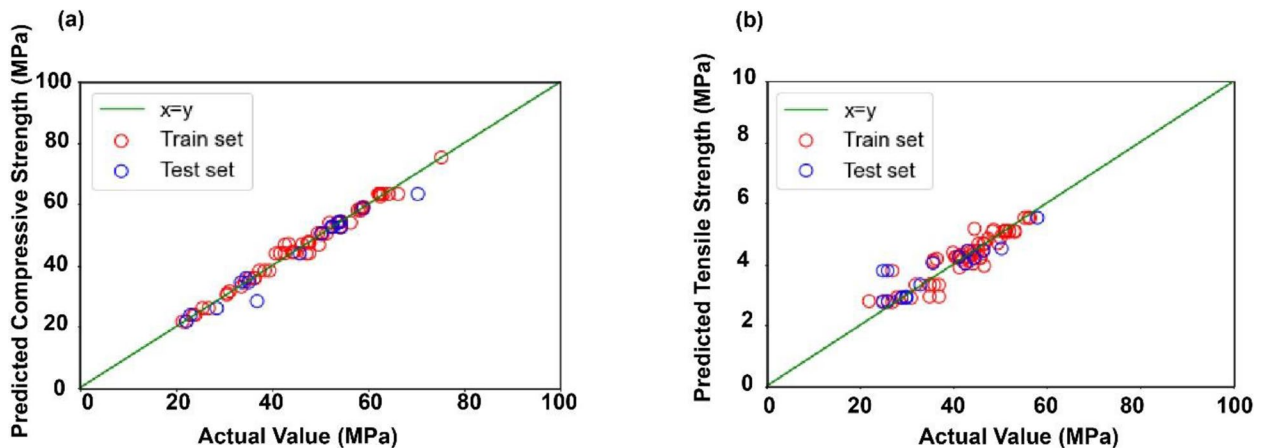 (a)
Predicted Compressive Strength (MPa)
100
80
60
40
20
0
x=y
Train set
Test set
0 20 40 60 80 100
Actual Value (MPa)
(b)
Predicted Tensile Strength (MPa)
10
8
6
4
2
0
x=y
Train set
Test set
0 20 40 60 80 100
Actual Value (MPa)